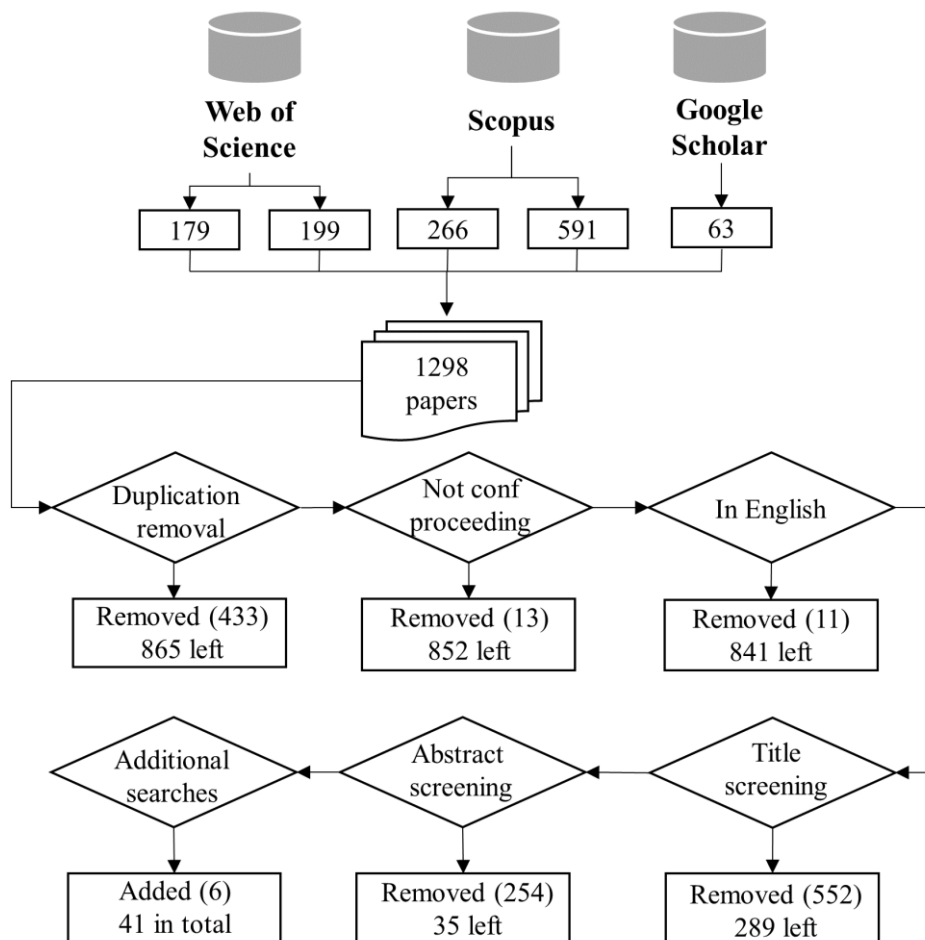 Web of
Science
Scopus
Google
Scholar
179
199
266
591
63
1298
papers
Duplication
removal
Not conf
proceeding
In English
Removed (433)
865 left
Removed (13)
852 left
Removed (11)
841 left
Additional
searches
Abstract
screening
Title
screening
Added (6)
41 in total
Removed (254)
35 left
Removed (552)
289 left